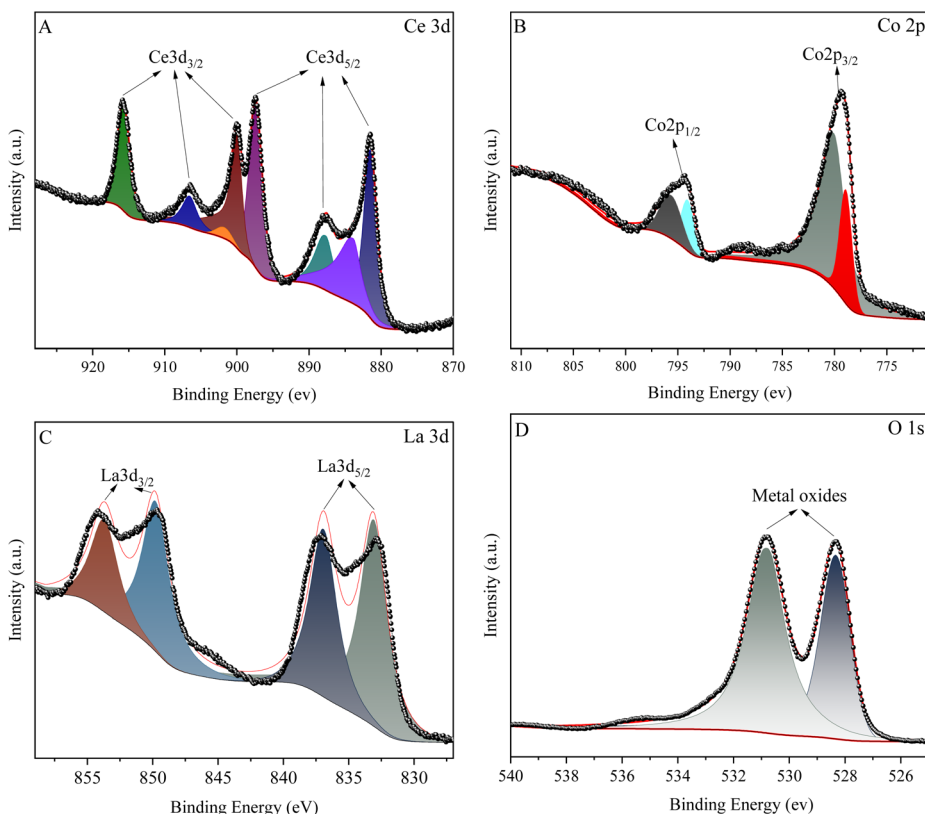 A
Ce 3d
Ce3d3/2
Ce3d5/2
Intensity (a.u.)
920 910 900 890 880 870
Binding Energy (ev)
B
Co 2p
Co2p3/2
Co2p1/2
Intensity (a.u.)
810 805 800 795 790 785 780 775
Binding Energy (ev)
C
La 3d
La3d3/2
La3d5/2
Intensity (a.u.)
855 850 845 840 835 830
Binding Energy (eV)
D
O 1s
Metal oxides
Intensity (a.u.)
540 538 536 534 532 530 528 526
Binding Energy (ev)